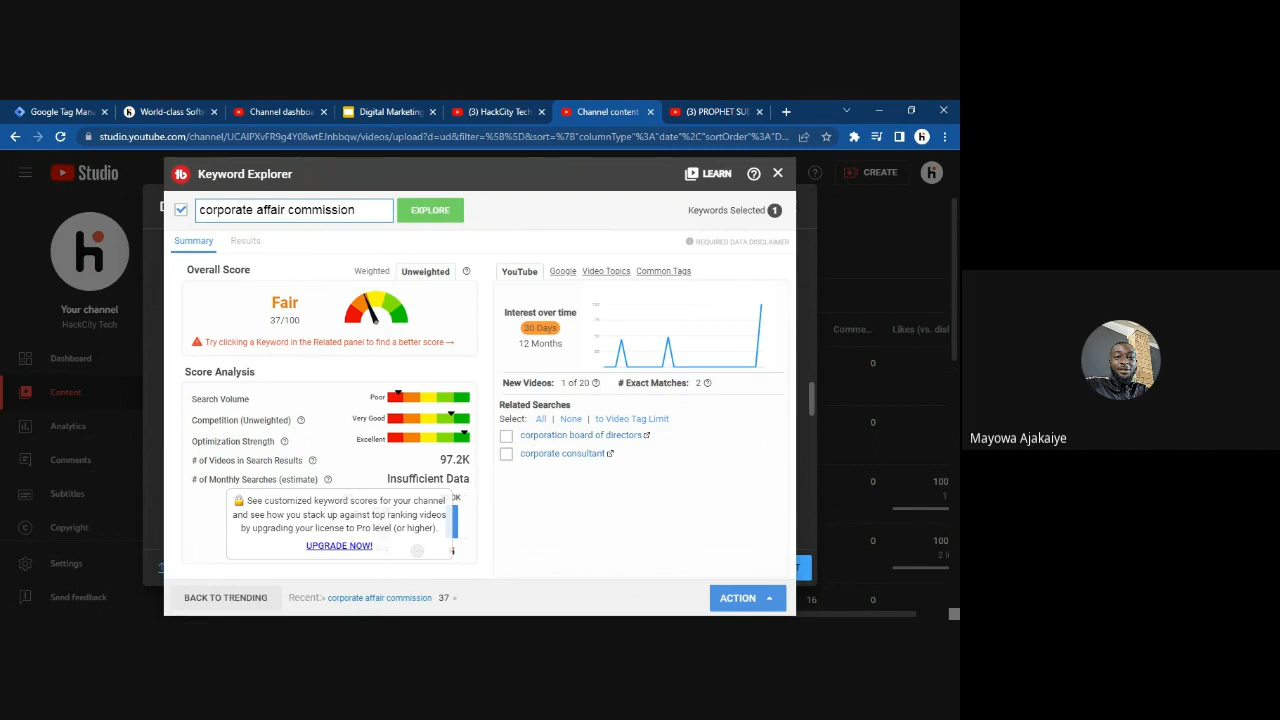 Google Tag Mana
World-class Softw
Channel dashboa
Digital Marketing
(3) HackCity Tech
Channel content
(3) PROPHET SUD
studio.youtube.com/channel/UCAIPXvFR9g4Y08wtEJnbbqw/videos/upload?d=ud&filter=%5B%5D&sort=%7B"columnType"%3A"date"%2C"sortOrder"%3A"D...
Studio
CREATE
Keyword Explorer
LEARN
corporate affair commission
EXPLORE
Keywords Selected 1
Summary
Results
REQUIRED DATA DISCLAIMER
Overall Score
Weighted
Unweighted
Fair
37/100
Try clicking a Keyword in the Related panel to find a better score →
Score Analysis
Search Volume
Poor
Competition (Unweighted)
Very Good
Optimization Strength
Excellent
# of Videos in Search Results
97.2K
# of Monthly Searches (estimate)
Insufficient Data
See customized keyword scores for your channel
and see how you stack up against top ranking videos
by upgrading your license to Pro level (or higher).
UPGRADE NOW!
YouTube
Google
Video Topics
Common Tags
Interest over time
30 Days
12 Months
New Videos: 1 of 20
# Exact Matches: 2
Related Searches
Select: All | None | to Video Tag Limit
corporation board of directors
corporate consultant
BACK TO TRENDING
Recent:» corporate affair commission 37 »
ACTION
Your channel
HackCity Tech
Dashboard
Content
Analytics
Comments
Subtitles
Copyright
Settings
Send feedback
Comme...
Likes (vs. disl
0
0
0
100
0
100
16
0
Mayowa Ajakaiye